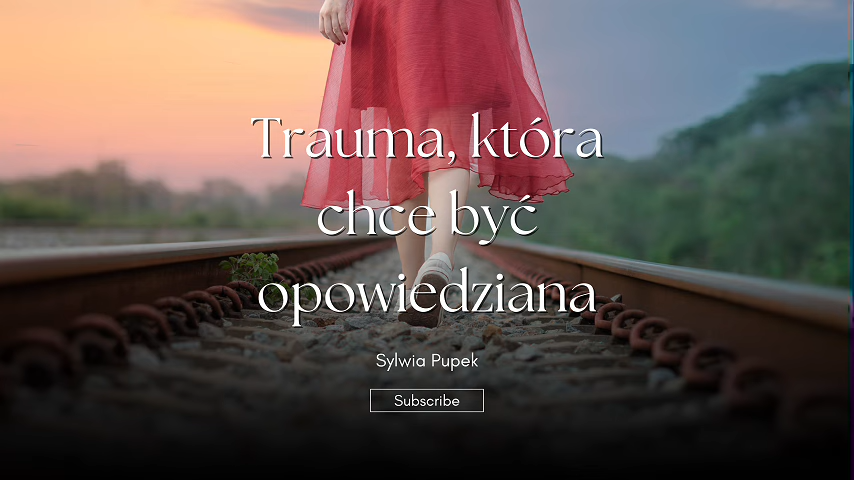 Trauma, która
chce być
opowiedziana
Sylwia Pupek
Subscribe